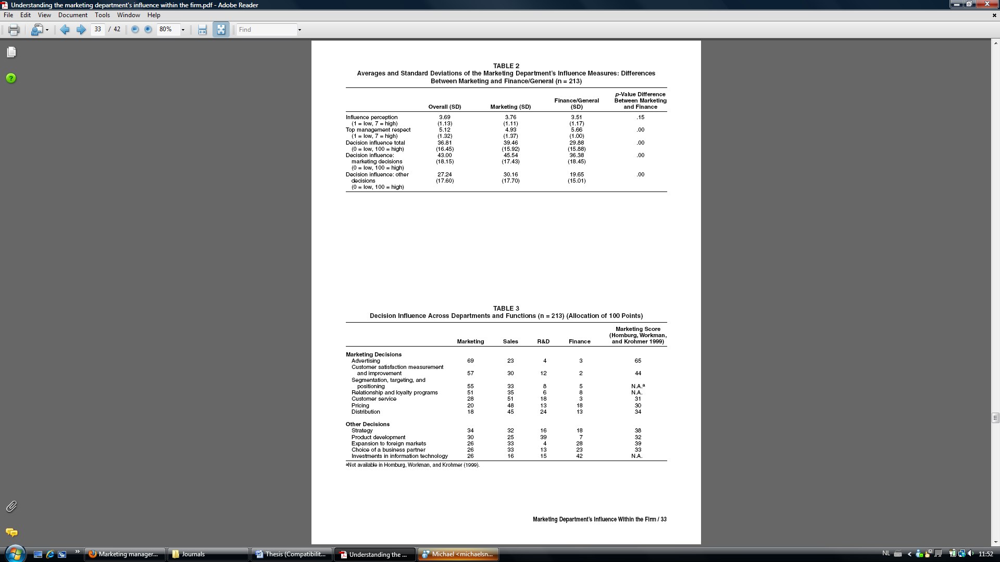 Understanding the marketing department's influence within the firm.pdf - Adobe Reader
File Edit View Document Tools Window Help
33 / 42 80% Find
TABLE 2
Averages and Standard Deviations of the Marketing Department's Influence Measures: Differences
Between Marketing and Finance/General (n = 213)
p-Value Difference
Finance/General Between Marketing
Overall (SD) Marketing (SD) (SD) and Finance
Influence perception 3.69 3.76 3.51 .15
(1 = low, 7 = high) (1.13) (1.11) (1.17)
Top management respect 5.12 4.93 5.66 .00
(1 = low, 7 = high) (1.32) (1.37) (1.00)
Decision influence total 36.81 39.46 29.88 .00
(0 = low, 100 = high) (16.45) (15.92) (15.88)
Decision influence: 43.00 45.54 36.38 .00
marketing decisions (18.15) (17.43) (18.45)
(0 = low, 100 = high)
Decision influence: other 27.24 30.16 19.65 .00
decisions (17.60) (17.70) (15.01)
(0 = low, 100 = high)
TABLE 3
Decision Influence Across Departments and Functions (n = 213) (Allocation of 100 Points)
Marketing Score
(Homburg, Workman,
Marketing Sales R&D Finance and Krohmer 1999)
Marketing Decisions
Advertising 69 23 4 3 65
Customer satisfaction measurement
and improvement 57 30 12 2 44
Segmentation, targeting, and
positioning 55 33 8 5 N.A.a
Relationship and loyalty programs 51 35 6 8 N.A.
Customer service 28 51 18 3 31
Pricing 20 48 13 18 30
Distribution 18 45 24 13 34
Other Decisions
Strategy 34 32 16 18 38
Product development 30 25 39 7 32
Expansion to foreign markets 26 33 4 28 39
Choice of a business partner 26 33 13 23 33
Investments in information technology 26 16 15 42 N.A.
aNot available in Homburg, Workman, and Krohmer (1999).
Marketing Department's Influence Within the Firm / 33
Marketing manager... Journals Thesis (Compatibilit... Understanding the ... Michael <michaelsn... NL 11:52